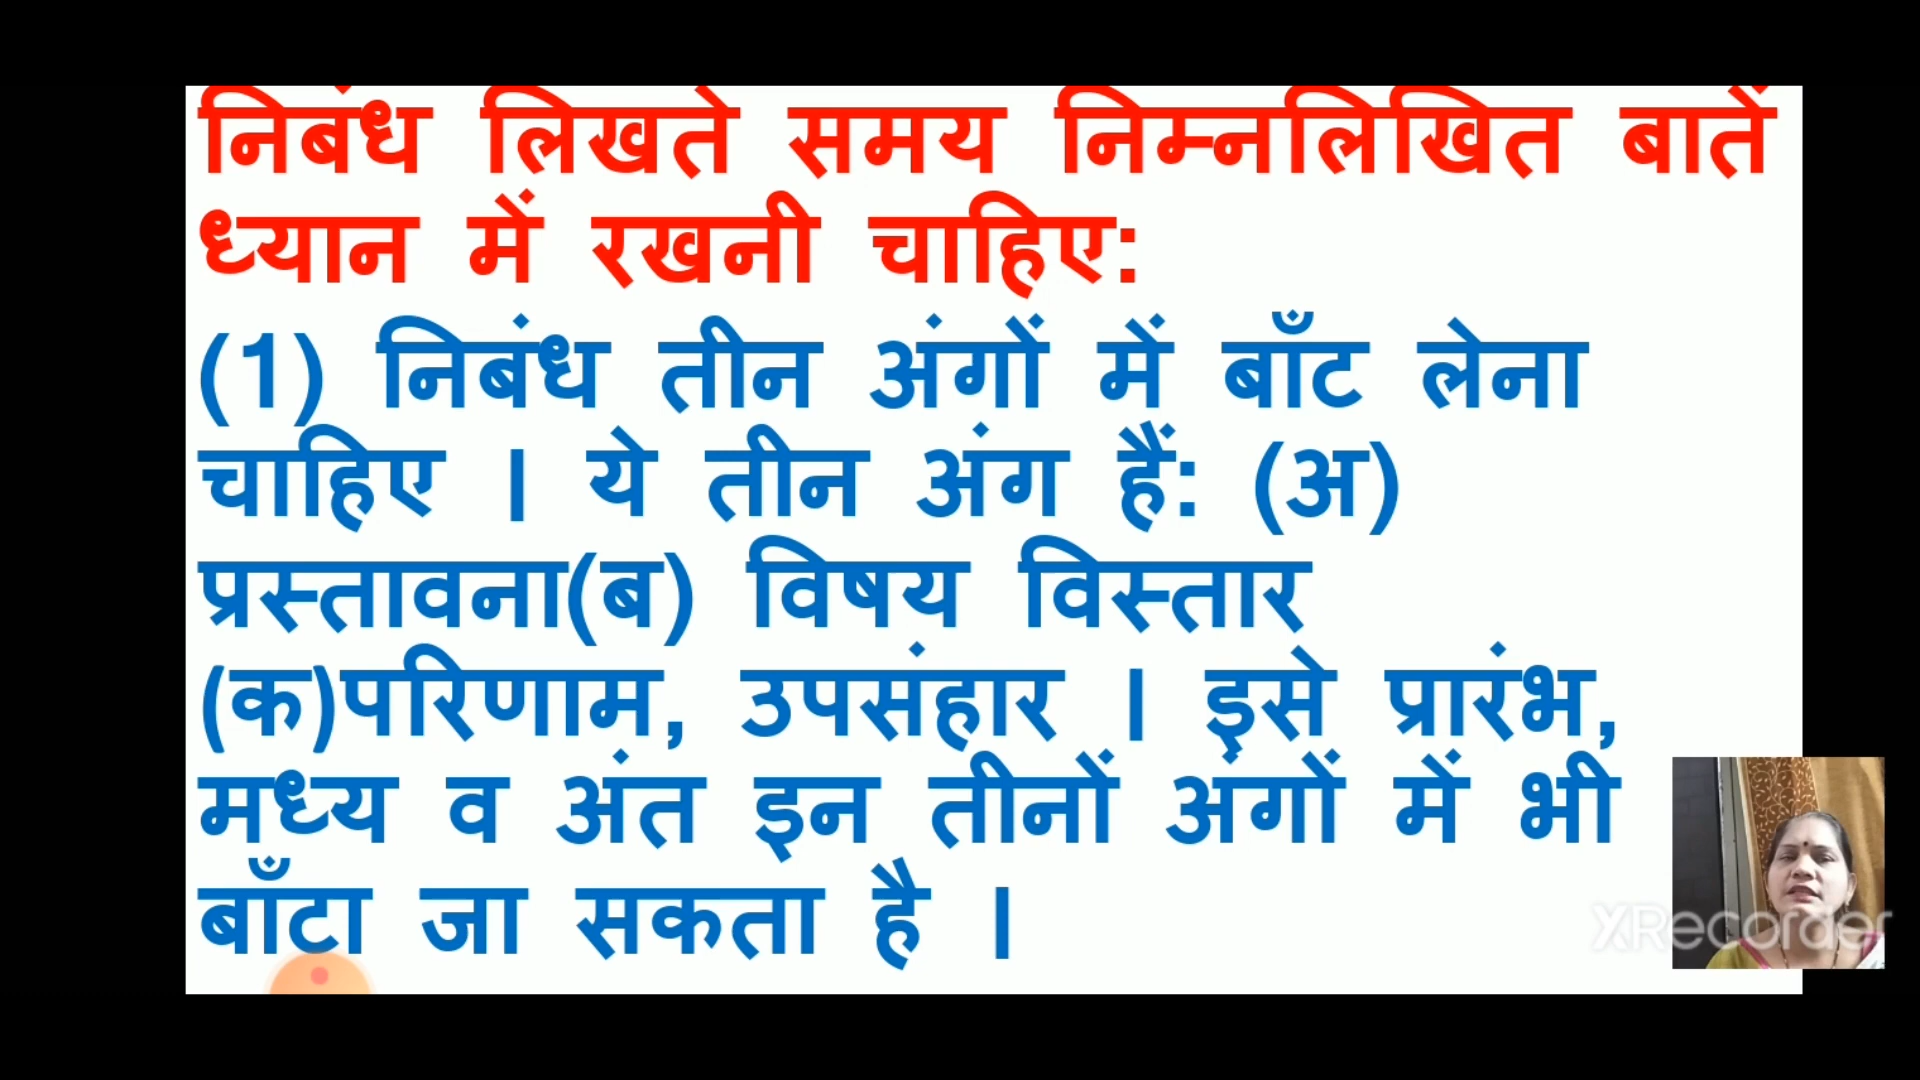 निबंध लिखते समय निम्नलिखित बातें
ध्यान में रखनी चाहिए:
(1) निबंध तीन अंगों में बाँट लेना
चाहिए । ये तीन अंग हैं: (अ)
प्रस्तावना(ब) विषय विस्तार
(क)परिणाम, उपसंहार । इसे प्रारंभ,
मध्य व अंत इन तीनों अंगों में भी
बाँटा जा सकता है ।
XRecorder